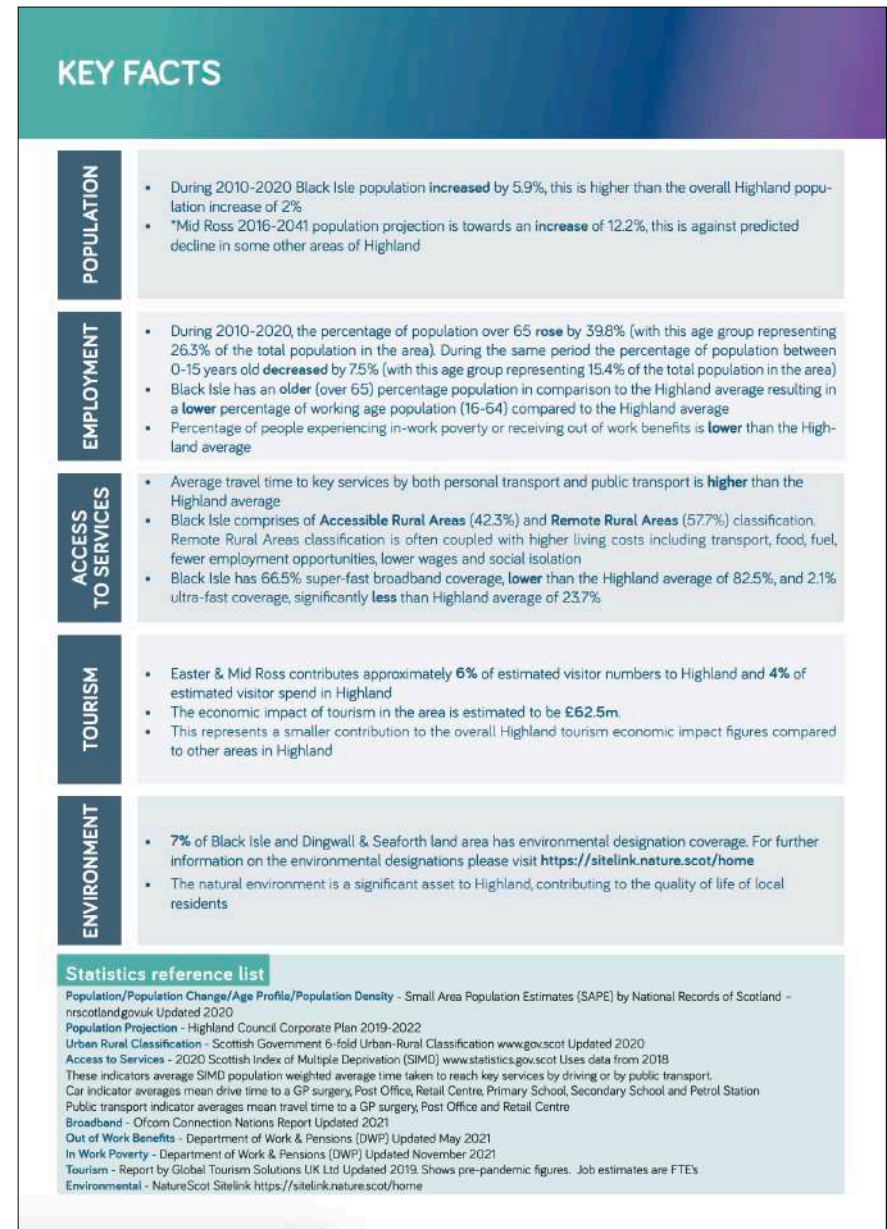 KEY FACTS
POPULATION
• During 2010-2020 Black Isle population increased by 5.9%, this is higher than the overall Highland popu-
lation increase of 2%
• *Mid Ross 2016-2041 population projection is towards an increase of 12.2%, this is against predicted
decline in some other areas of Highland
EMPLOYMENT
• During 2010-2020, the percentage of population over 65 rose by 39.8% (with this age group representing
26.3% of the total population in the area). During the same period the percentage of population between
0-15 years old decreased by 7.5% (with this age group representing 15.4% of the total population in the area)
• Black Isle has an older (over 65) percentage population in comparison to the Highland average resulting in
a lower percentage of working age population (16-64) compared to the Highland average
• Percentage of people experiencing in-work poverty or receiving out of work benefits is lower than the High-
land average
ACCESS
TO SERVICES
• Average travel time to key services by both personal transport and public transport is higher than the
Highland average
• Black Isle comprises of Accessible Rural Areas (42.3%) and Remote Rural Areas (57.7%) classification.
Remote Rural Areas classification is often coupled with higher living costs including transport, food, fuel,
fewer employment opportunities, lower wages and social isolation
• Black Isle has 66.5% super-fast broadband coverage, lower than the Highland average of 82.5%, and 2.1%
ultra-fast coverage, significantly less than Highland average of 23.7%
TOURISM
• Easter & Mid Ross contributes approximately 6% of estimated visitor numbers to Highland and 4% of
estimated visitor spend in Highland
• The economic impact of tourism in the area is estimated to be £62.5m.
• This represents a smaller contribution to the overall Highland tourism economic impact figures compared
to other areas in Highland
ENVIRONMENT
• 7% of Black Isle and Dingwall & Seaforth land area has environmental designation coverage. For further
information on the environmental designations please visit https://sitelink.nature.scot/home
• The natural environment is a significant asset to Highland, contributing to the quality of life of local
residents
Statistics reference list
Population/Population Change/Age Profile/Population Density - Small Area Population Estimates (SAPE) by National Records of Scotland –
nrscotland.gov.uk Updated 2020
Population Projection - Highland Council Corporate Plan 2019-2022
Urban Rural Classification - Scottish Government 6-fold Urban-Rural Classification www.gov.scot Updated 2020
Access to Services - 2020 Scottish Index of Multiple Deprivation (SIMD) www.statistics.gov.scot Uses data from 2018
These indicators average SIMD population weighted average time taken to reach key services by driving or by public transport.
Car indicator averages mean drive time to a GP surgery, Post Office, Retail Centre, Primary School, Secondary School and Petrol Station
Public transport indicator averages mean travel time to a GP surgery, Post Office and Retail Centre
Broadband - Ofcom Connection Nations Report Updated 2021
Out of Work Benefits - Department of Work & Pensions (DWP) Updated May 2021
In Work Poverty - Department of Work & Pensions (DWP) Updated November 2021
Tourism - Report by Global Tourism Solutions UK Ltd Updated 2019. Shows pre-pandemic figures. Job estimates are FTE's
Environmental - NatureScot Sitelink https://sitelink.nature.scot/home